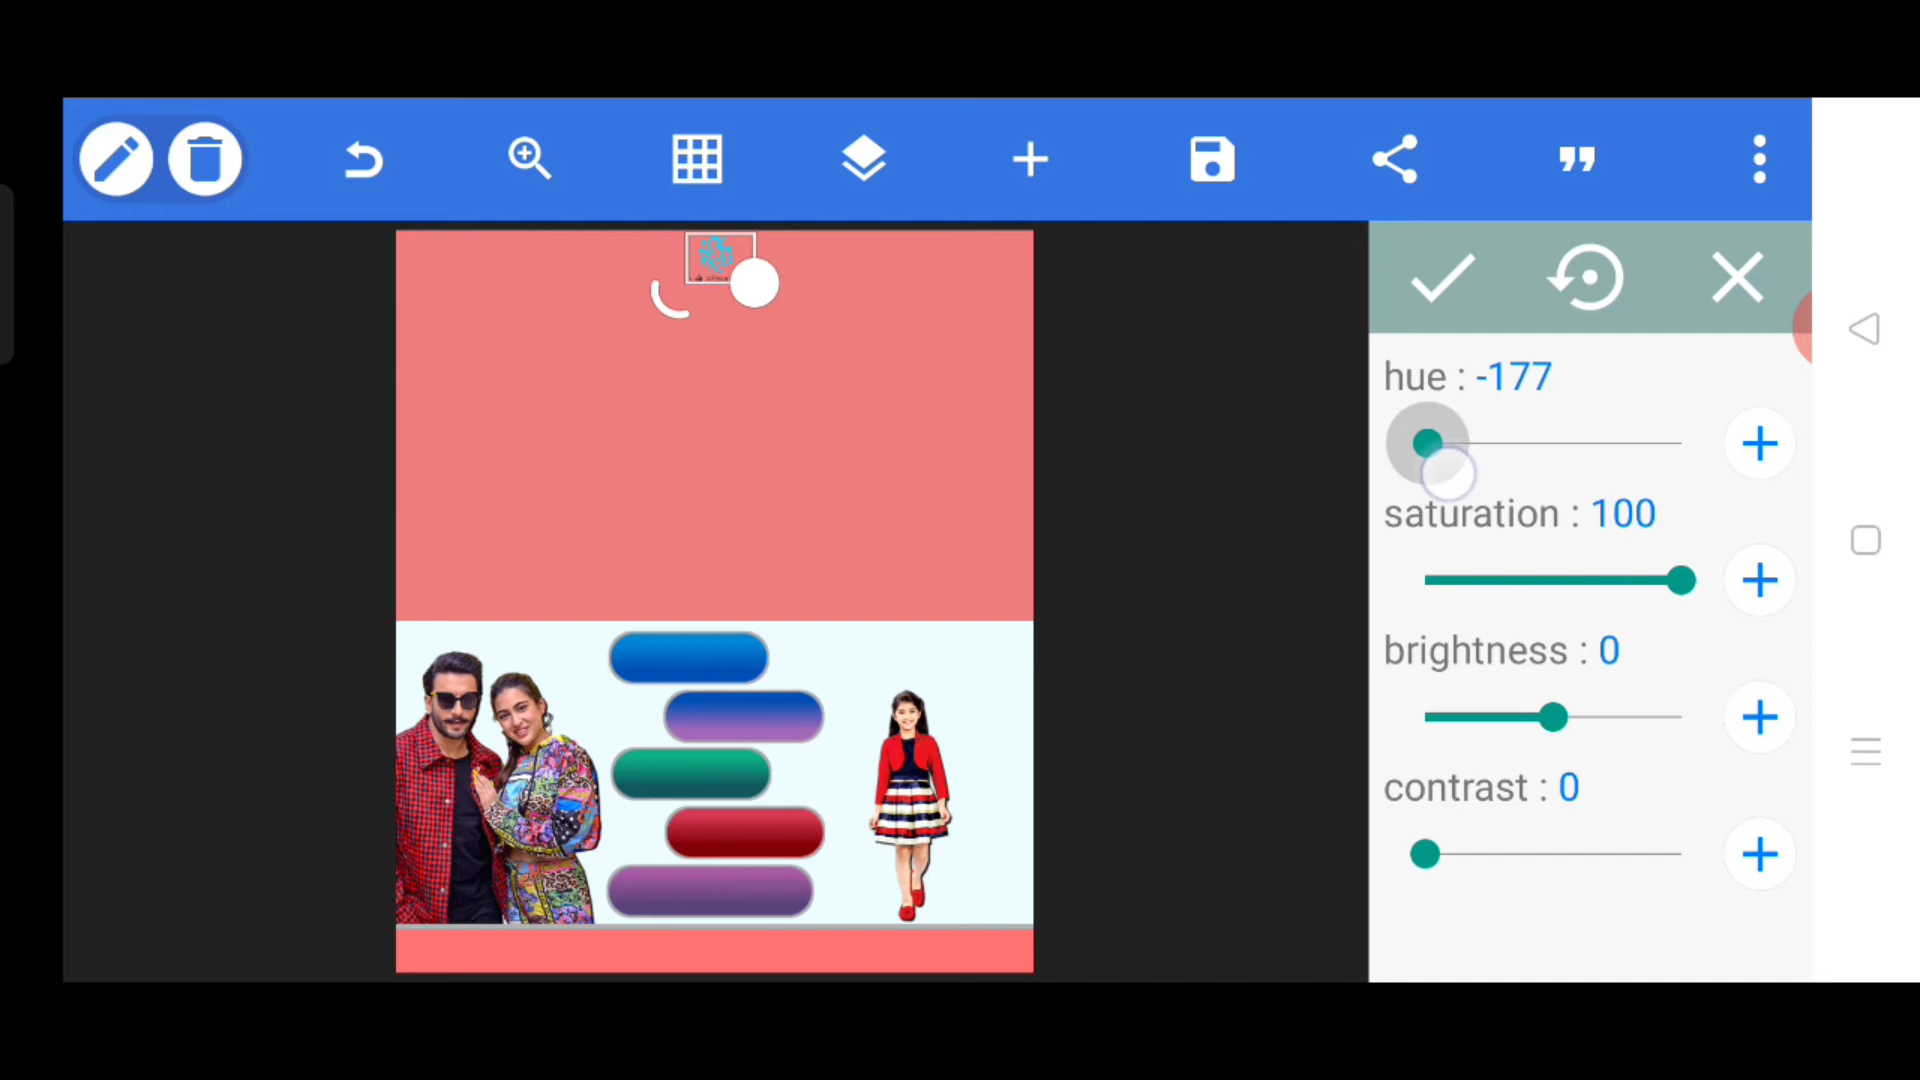 hue : -177
saturation : 100
brightness : 0
contrast : 0